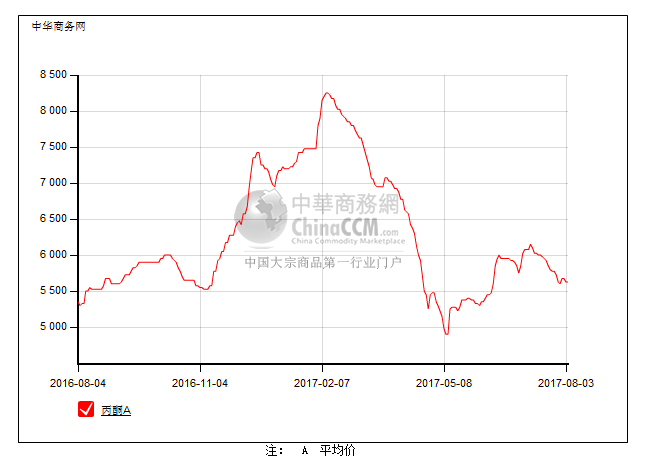 中华商务网
8 500
8 000
7 500
7 000
6 500
6 000
5 500
5 000
中華商務網
ChinaCCM.com
China Commodity Marketplace
中国大宗商品第一行业门户
2016-08-04 2016-11-04 2017-02-07 2017-05-08 2017-08-03
丙酮A
注： A 平均价